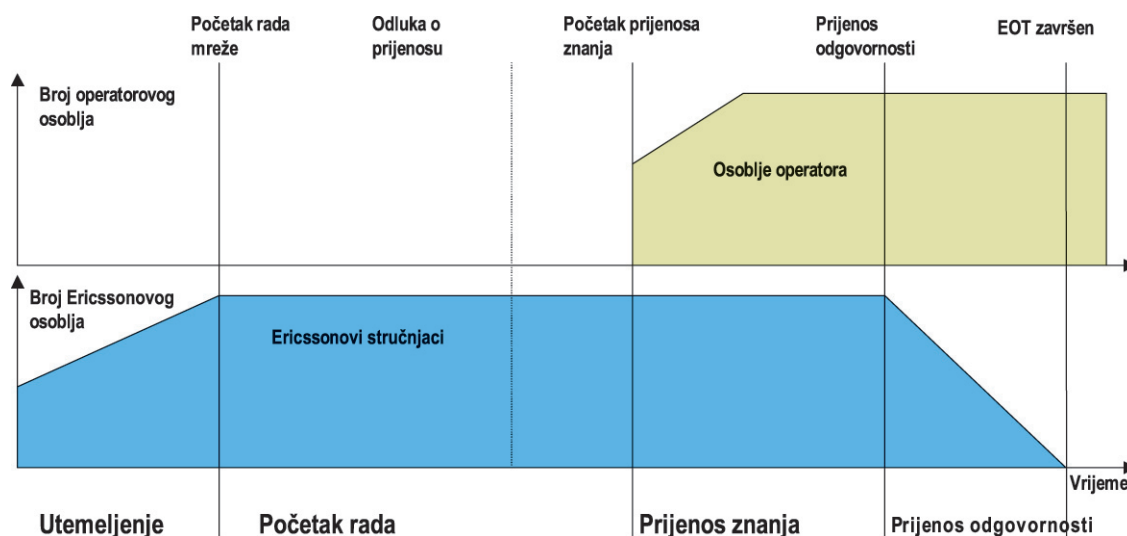 Početak rada
mreže
Odluka o
prijenosu
Početak prijenosa
znanja
Prijenos
odgovornosti
EOT završen
Broj operatorovog
osoblja
Osoblje operatora
Broj Ericssonovog
osoblja
Ericssonovi stručnjaci
Vrijeme
Utemeljenje
Početak rada
Prijenos znanja
Prijenos odgovornosti